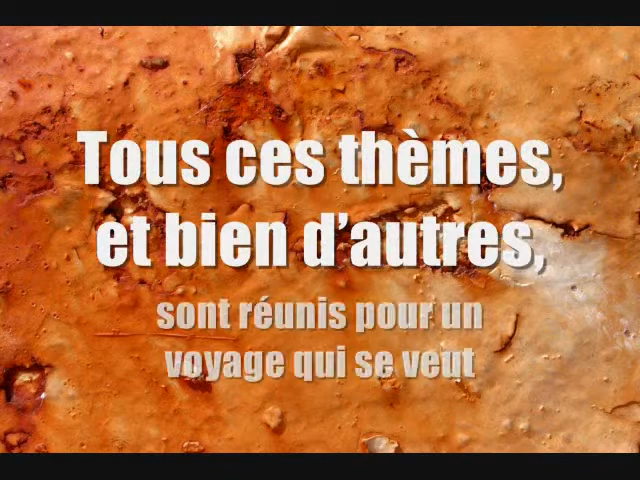 Tous ces thèmes,
et bien d’autres,
sont réunis pour un
voyage qui se veut